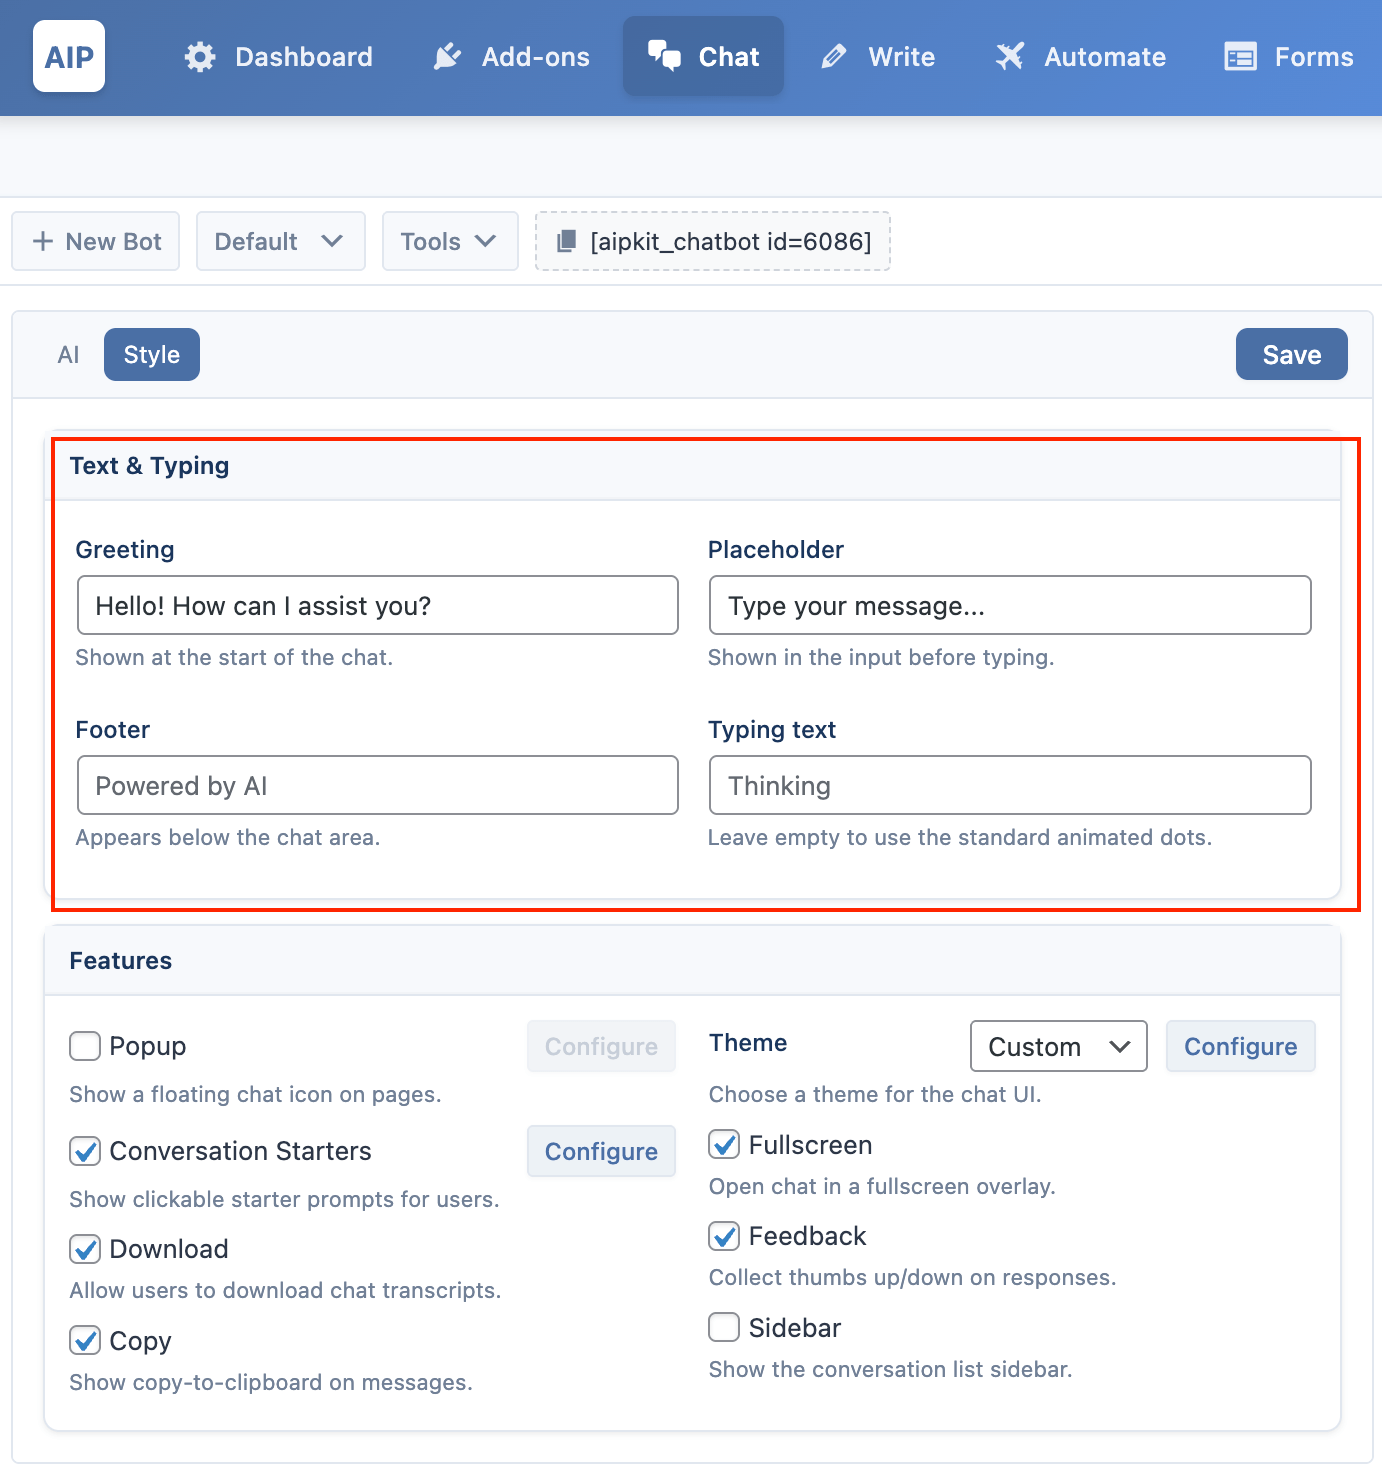 AIP
Dashboard
Add-ons
Chat
Write
Automate
Forms
New Bot
Default
Tools
[aipkit_chatbot id=6086]
AI
Style
Save
Text & Typing
Greeting
Hello! How can I assist you?
Shown at the start of the chat.
Placeholder
Type your message...
Shown in the input before typing.
Footer
Powered by AI
Appears below the chat area.
Typing text
Thinking
Leave empty to use the standard animated dots.
Features
Popup
Configure
Show a floating chat icon on pages.
Conversation Starters
Configure
Show clickable starter prompts for users.
Download
Allow users to download chat transcripts.
Copy
Show copy-to-clipboard on messages.
Theme
Custom
Configure
Choose a theme for the chat UI.
Fullscreen
Open chat in a fullscreen overlay.
Feedback
Collect thumbs up/down on responses.
Sidebar
Show the conversation list sidebar.